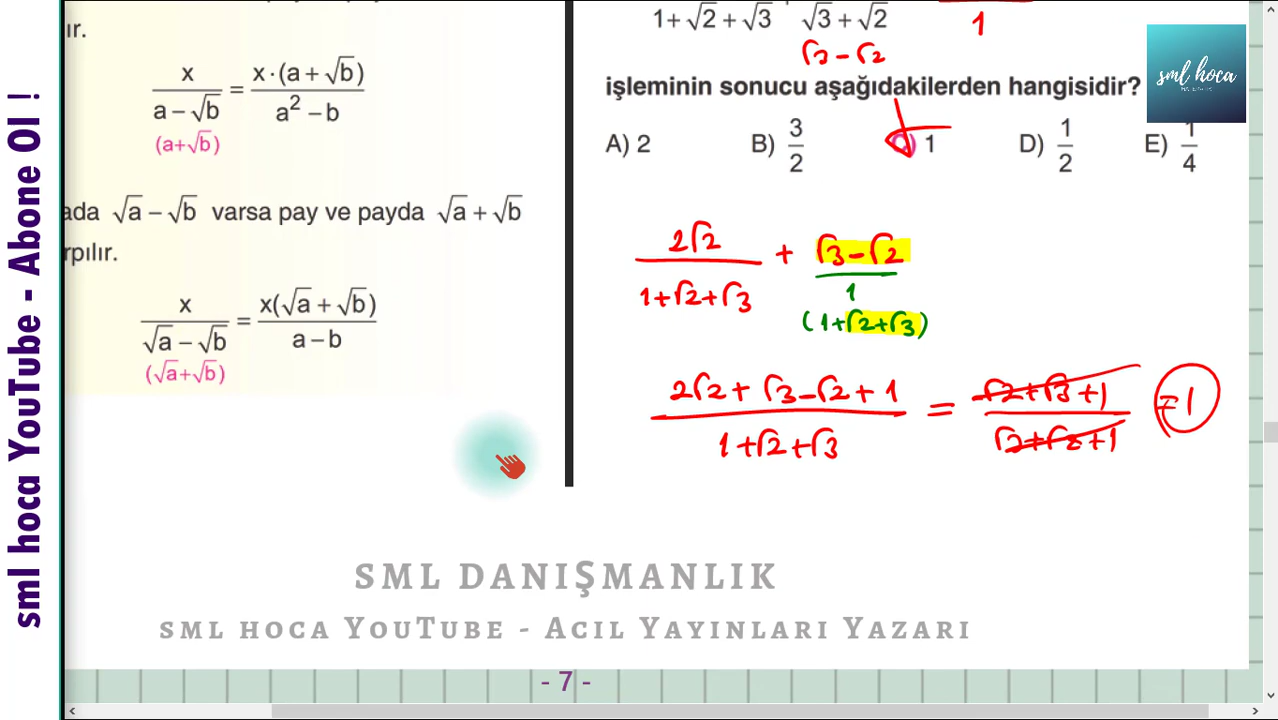 sml hoca YouTube - Abone Ol !
ır.
x / (a − √b) = x·(a + √b) / (a² − b)
(a+√b)
ada √a − √b varsa pay ve payda √a + √b
rpılır.
x / (√a − √b) = x(√a + √b) / (a − b)
(√a+√b)
1+ √2 + √3 √3 + √2 1
√3 − √2
işleminin sonucu aşağıdakilerden hangisidir?
A) 2 B) 3/2 C) 1 D) 1/2 E) 1/4
2√2 / (1+√2+√3) + (√3−√2) / 1
(1+√2+√3)
(2√2 + √3−√2 + 1) / (1+√2+√3) = (√2+√3+1) / (√3+√2+1) = 1
sml hoca
SML DANIŞMANLIK
SML HOCA YOUTUBE - ACIL YAYINLARI YAZARI
- 7 -